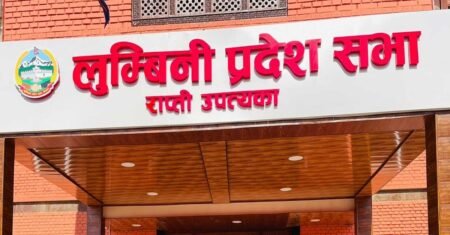 लुम्बिनी प्रदेश सभा
राप्ती उपत्यका